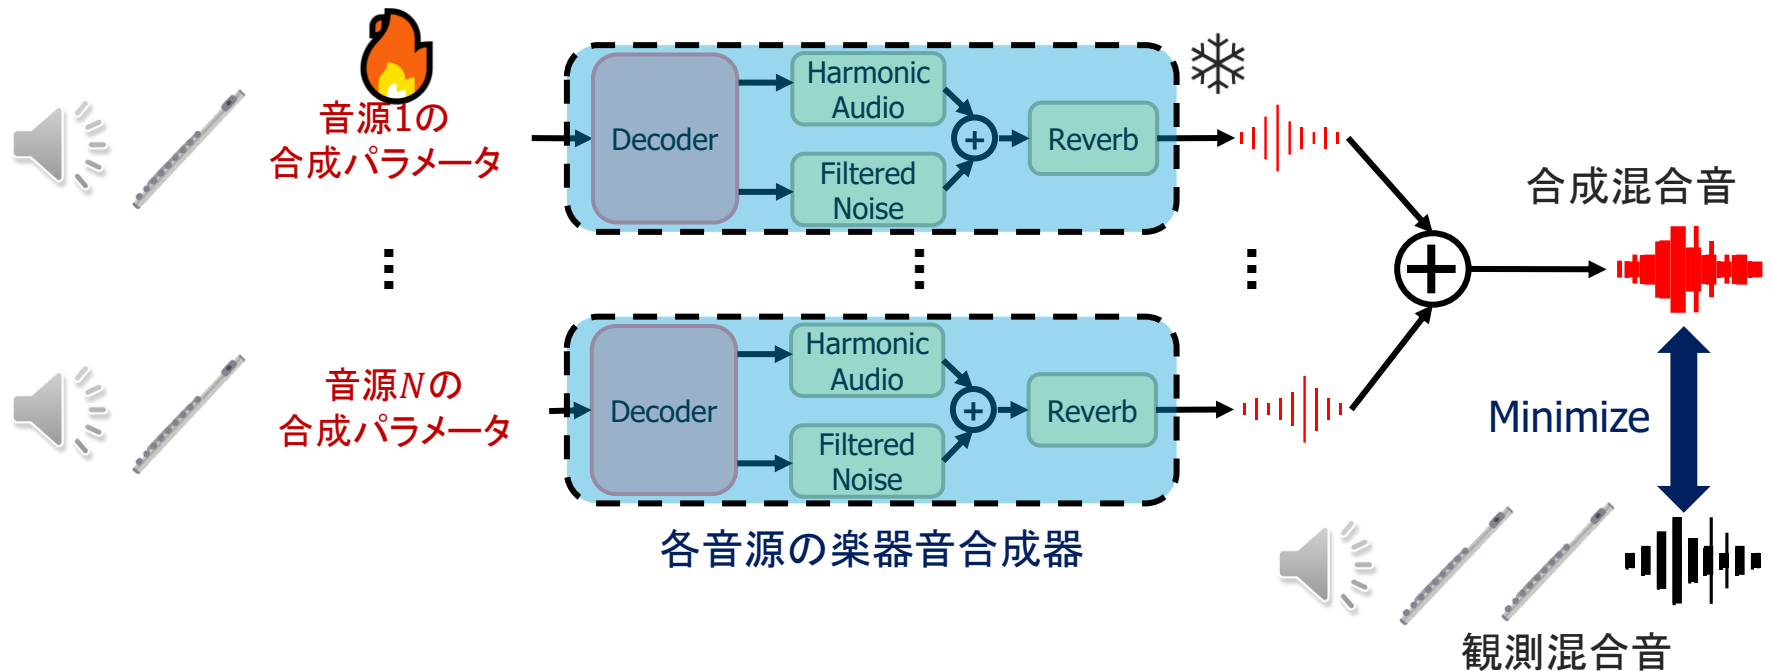 音源1の
合成パラメータ
Decoder
Harmonic
Audio
Filtered
Noise
+
Reverb
合成混合音
音源Nの
合成パラメータ
Decoder
Harmonic
Audio
Filtered
Noise
+
Reverb
Minimize
各音源の楽器音合成器
観測混合音